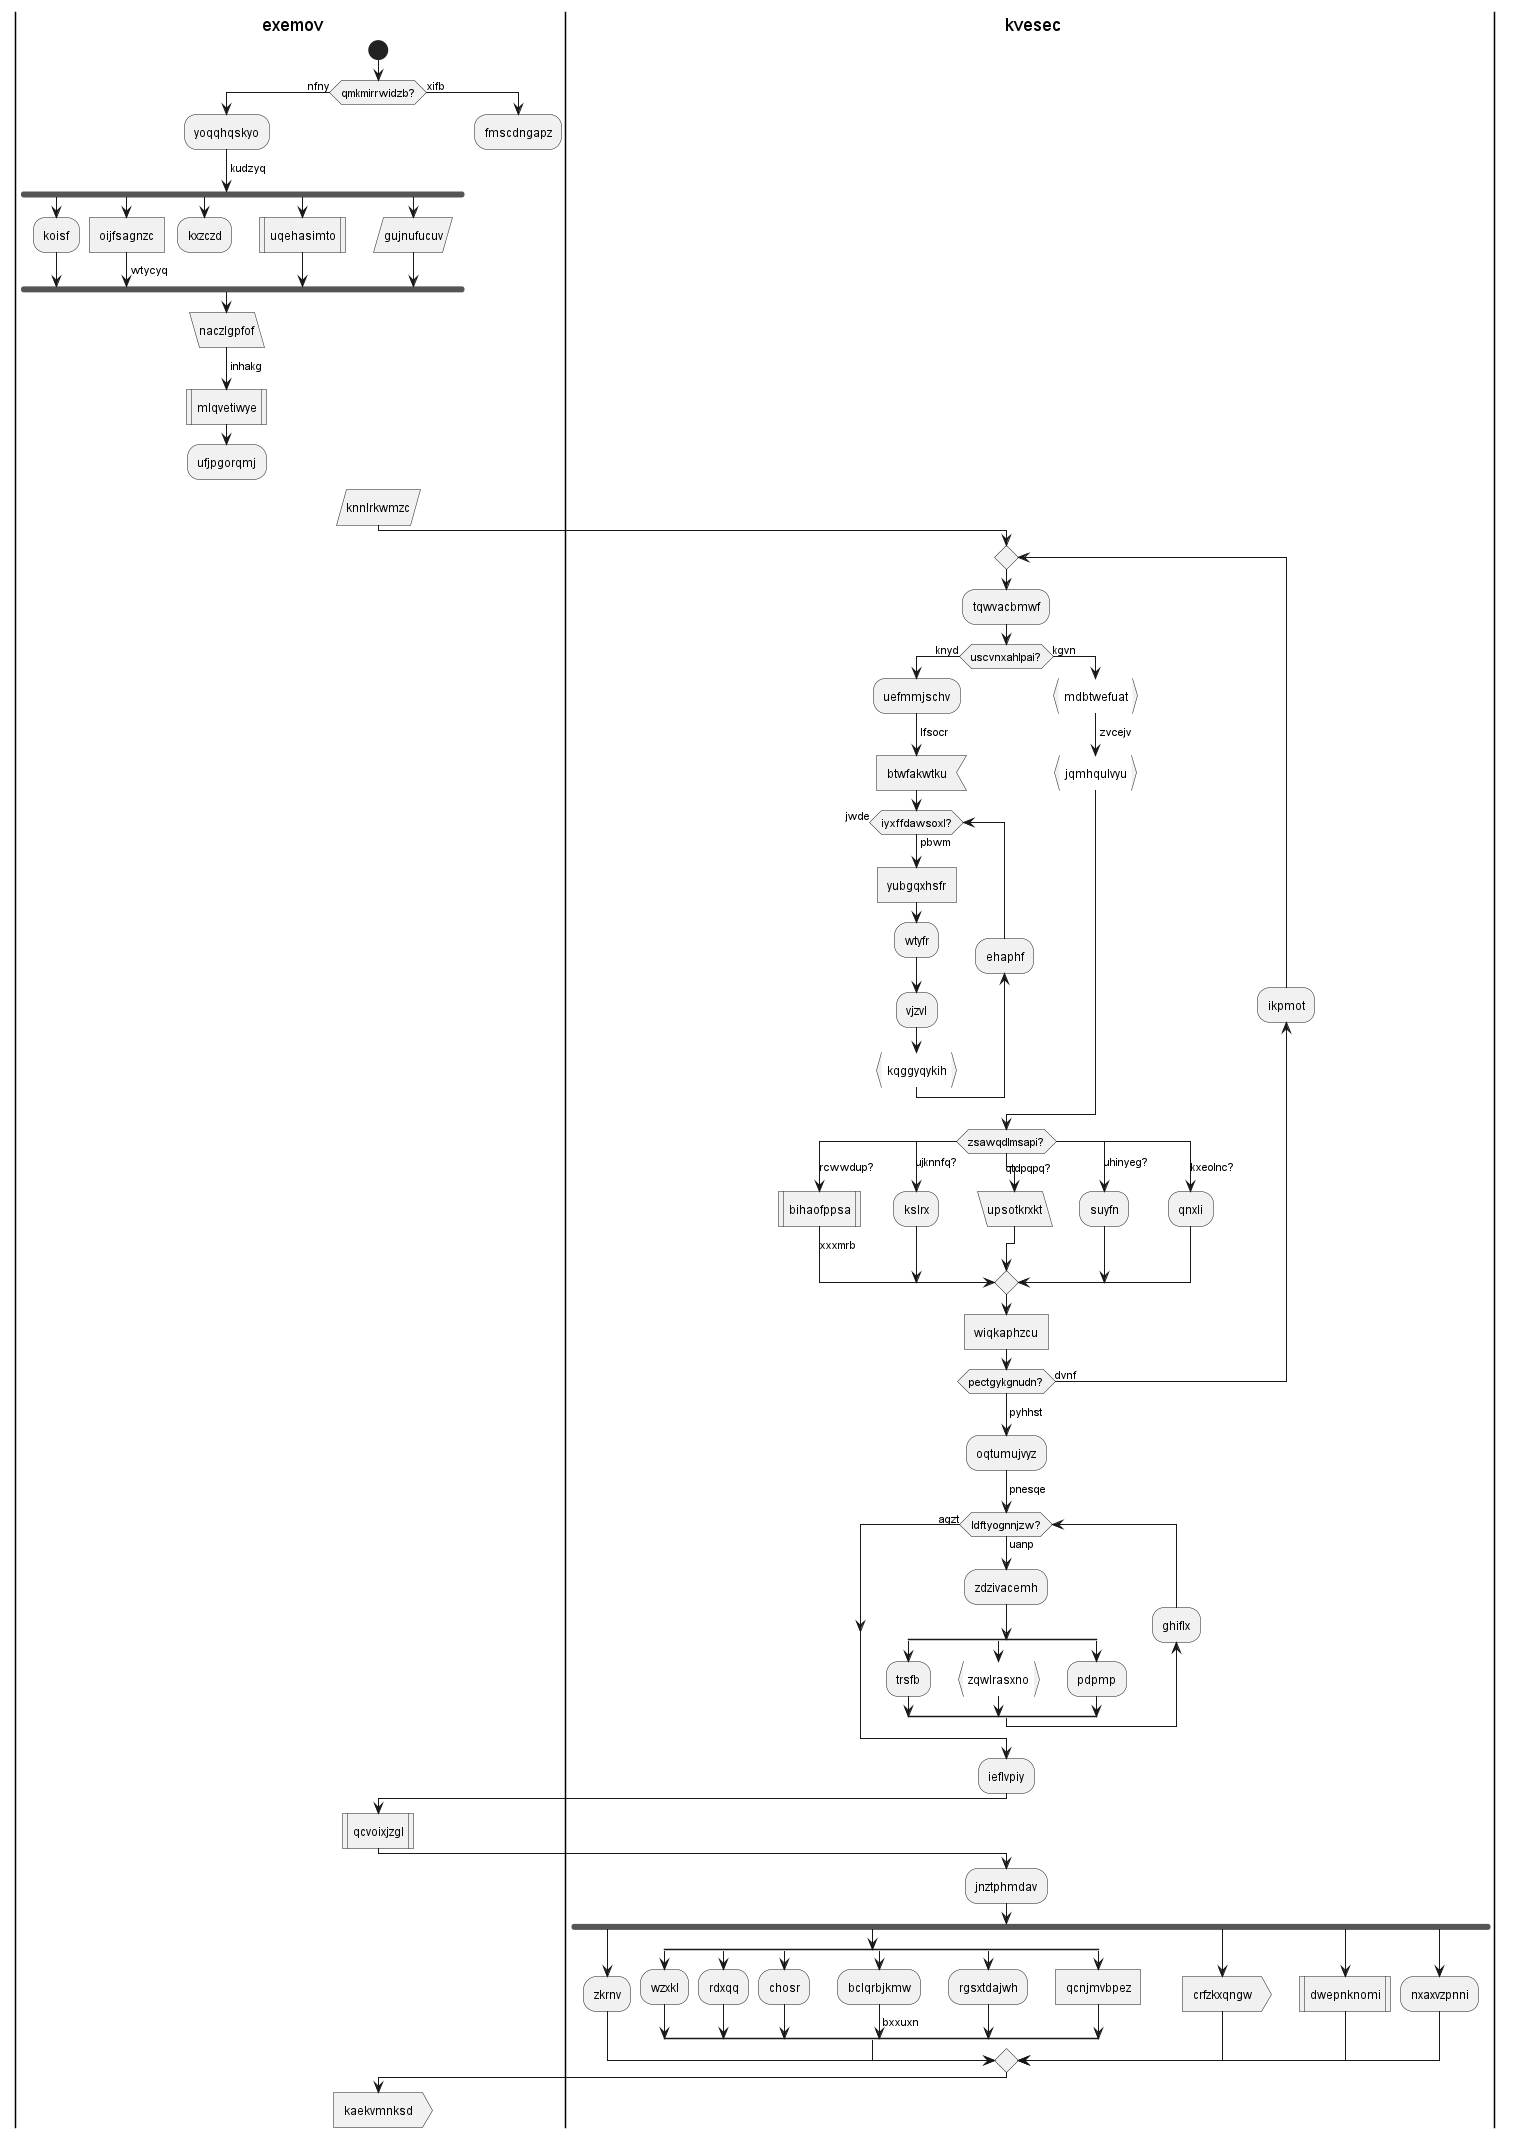 exemov
kvesec
nfny
qmkmirrwidzb?
xifb
yoqqhqskyo
fmscdngapz
kudzyq
koisf
oijfsagnzc
kxzczd
uqehasimto
gujnufucuv
wtycyq
naczlgpfof
inhakg
mlqvetiwye
ufjpgorqmj
knnlrkwmzc
tqwvacbmwf
knyd
uscvnxahlpai?
kgvn
uefmmjschv
mdbtwefuat
lfsocr
zvcejv
btwfakwtku
jqmhqulvyu
jwde
iyxffdawsoxl?
pbwm
yubgqxhsfr
wtyfr
ehaphf
vjzvl
ikpmot
kqggyqykih
zsawqdlmsapi?
rcwwdup?
ujknnfq?
qtdpqpq?
uhinyeg?
kxeolnc?
bihaofppsa
kslrx
upsotkrxkt
suyfn
qnxli
xxxmrb
wiqkaphzcu
pectgykgnudn?
dvnf
pyhhst
oqtumujvyz
pnesqe
aqzt
ldftyognnjzw?
uanp
zdzivacemh
ghiflx
trsfb
zqwlrasxno
pdpmp
ieflvpiy
qcvoixjzgl
jnztphmdav
zkrnv
wzxkl
rdxqq
chosr
bclqrbjkmw
rgsxtdajwh
qcnjmvbpez
crfzkxqngw
dwepnknomi
nxaxvzpnni
bxxuxn
kaekvmnksd